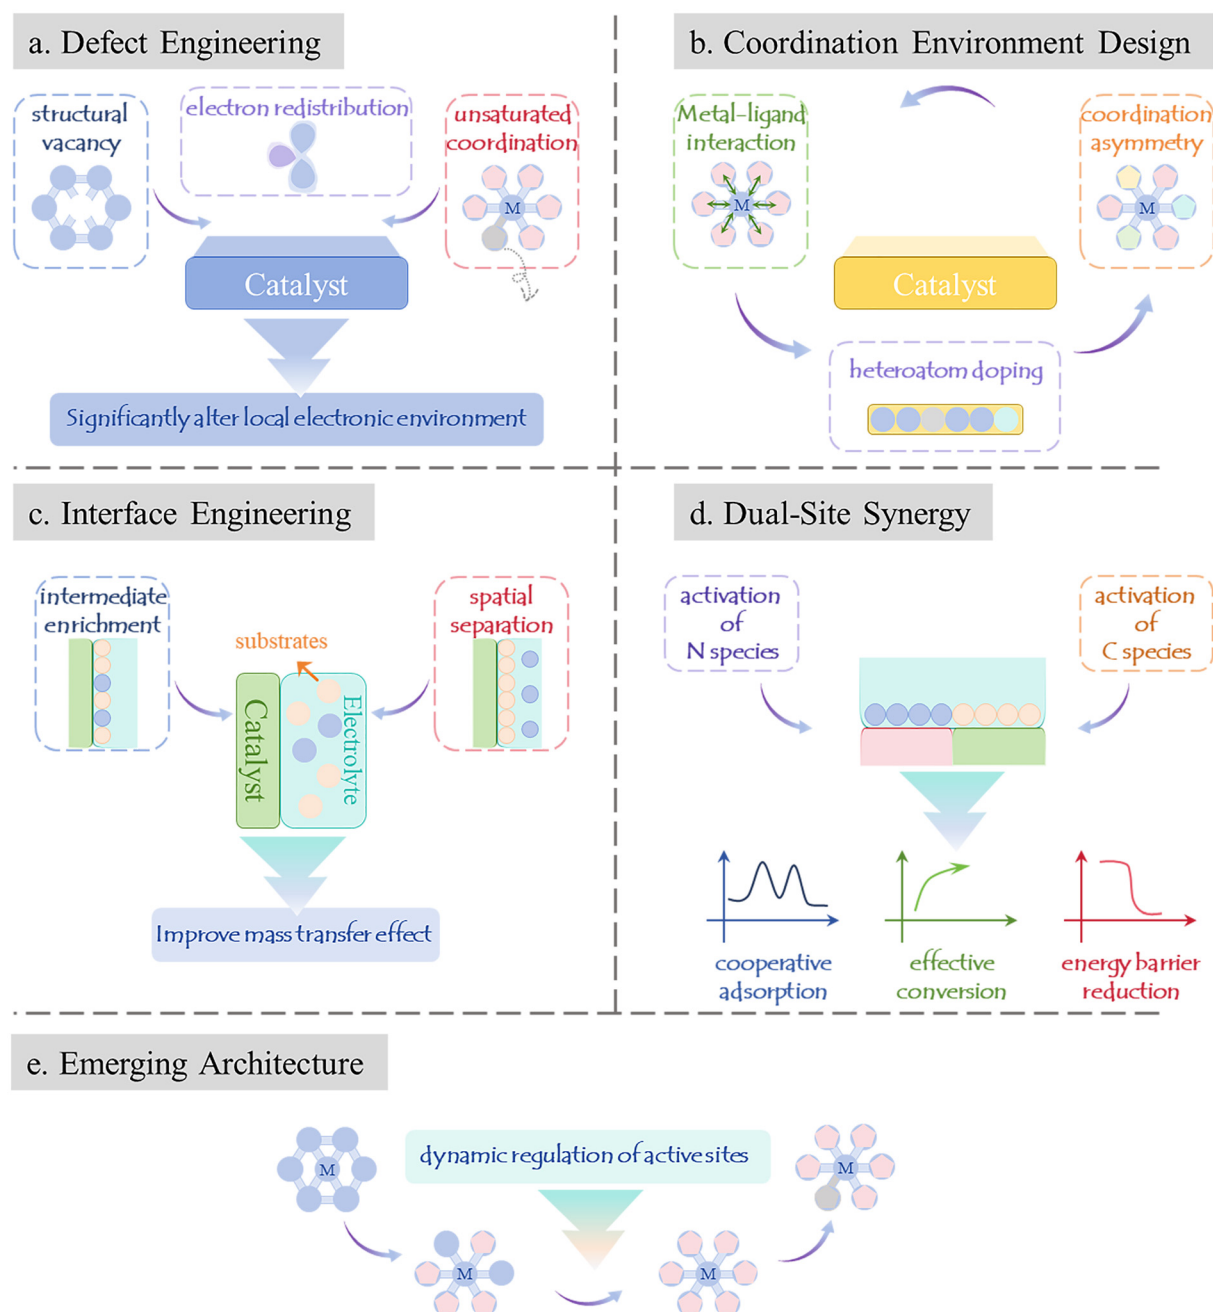 a. Defect Engineering
structural
vacancy
electron redistribution
unsaturated
coordination
M
Catalyst
Significantly alter local electronic environment
b. Coordination Environment Design
Metal-ligand
interaction
M
coordination
asymmetry
M
Catalyst
heteroatom doping
c. Interface Engineering
intermediate
enrichment
substrates
spatial
separation
Catalyst
Electrolyte
Improve mass transfer effect
d. Dual-Site Synergy
activation
of
N species
activation
of
C species
cooperative
adsorption
effective
conversion
energy barrier
reduction
e. Emerging Architecture
M
dynamic regulation of active sites
M
M
M